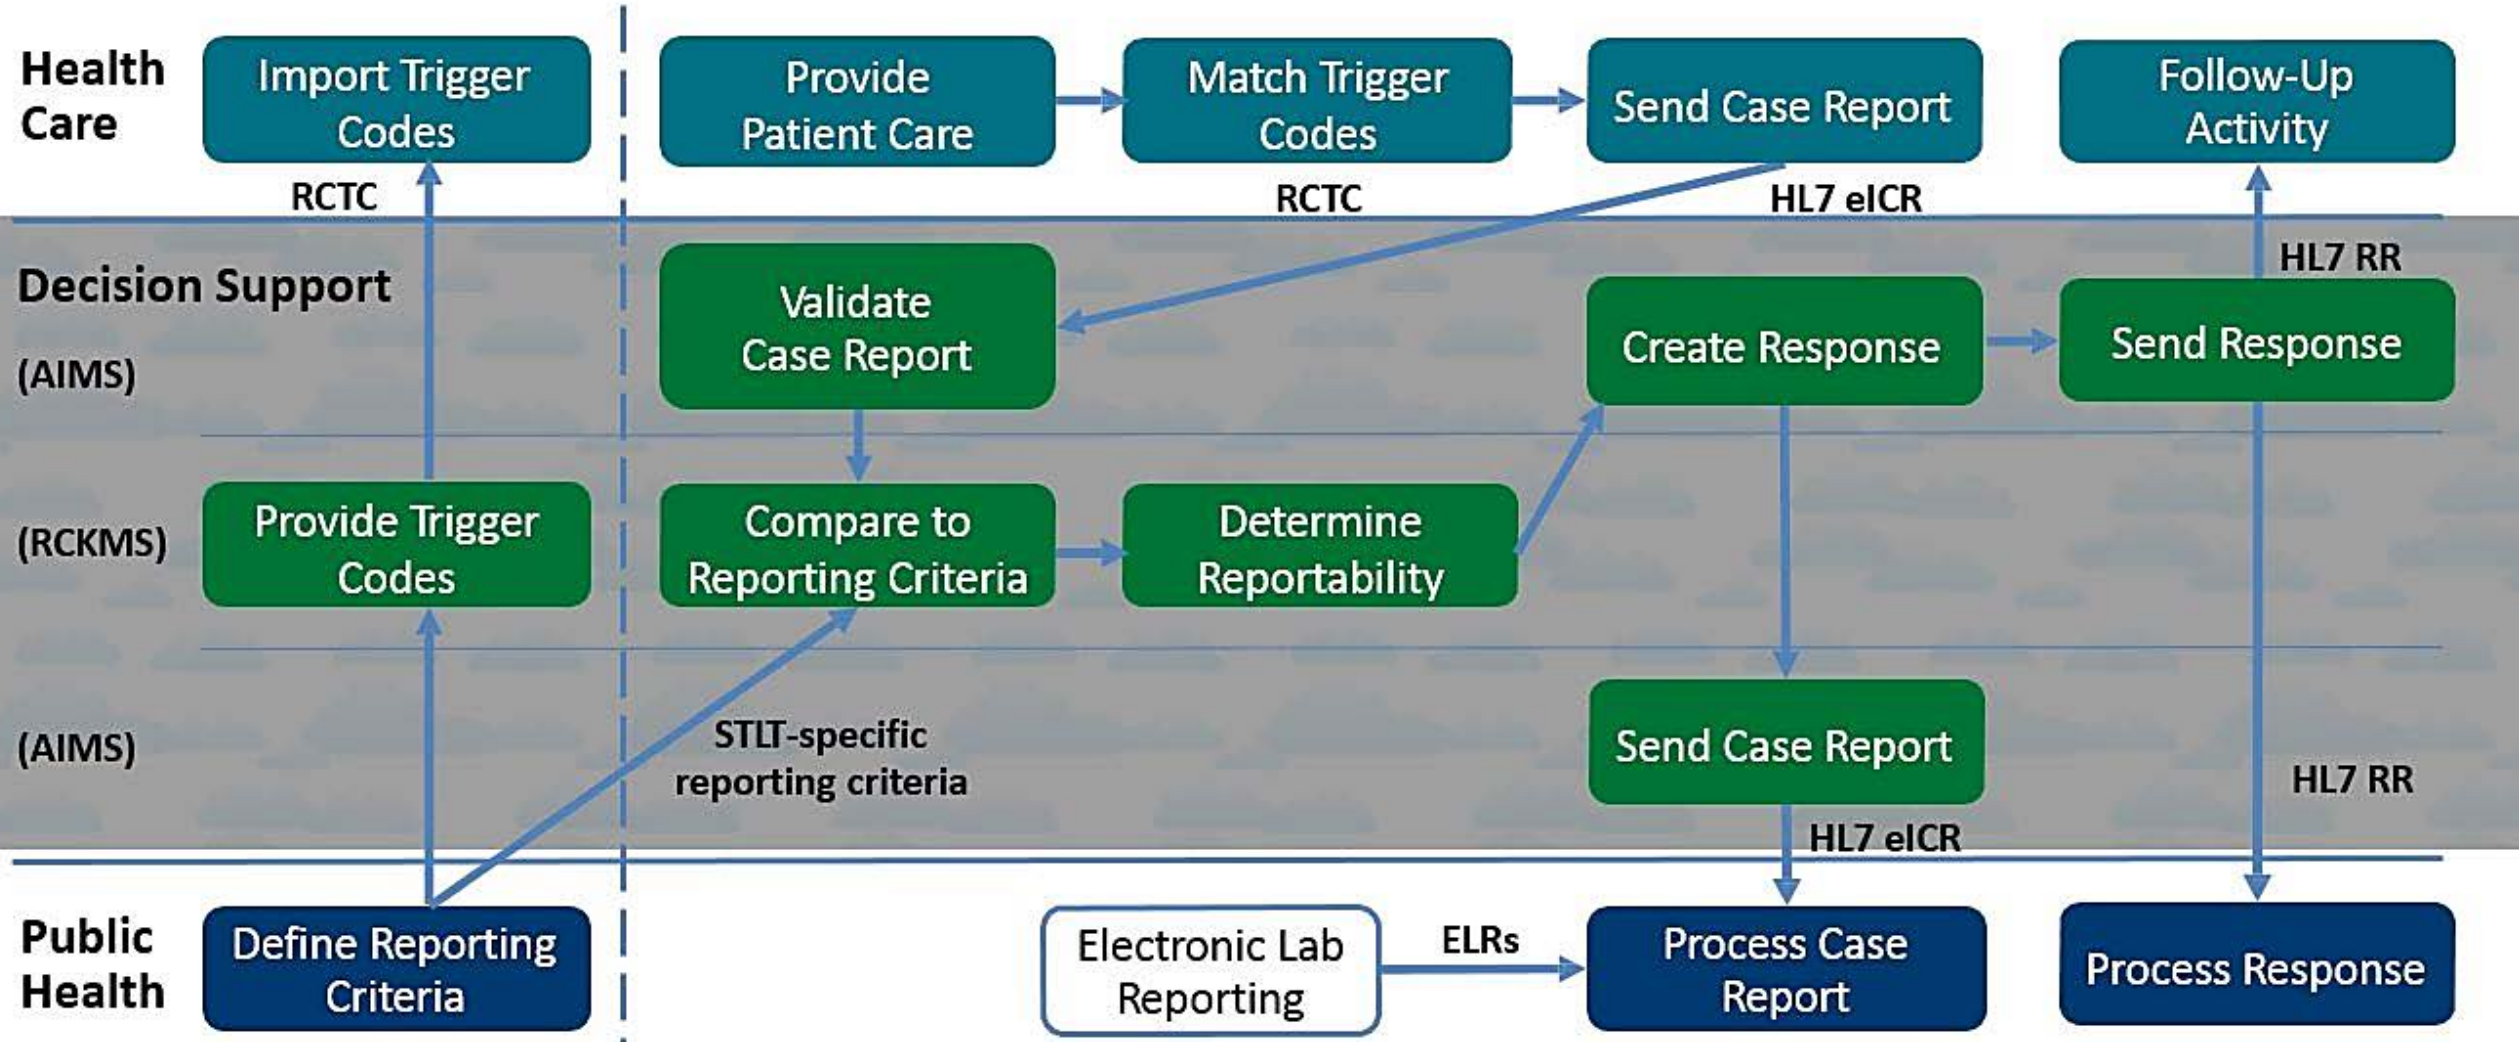 Health
Care
Import Trigger
Codes
Provide
Patient Care
Match Trigger
Codes
Send Case Report
Follow-Up
Activity
RCTC
RCTC
HL7 eICR
HL7 RR
Decision Support
(AIMS)
Validate
Case Report
Create Response
Send Response
(RCKMS)
Provide Trigger
Codes
Compare to
Reporting Criteria
Determine
Reportability
(AIMS)
STLT-specific
reporting criteria
Send Case Report
HL7 RR
HL7 eICR
Public
Health
Define Reporting
Criteria
Electronic Lab
Reporting
ELRs
Process Case
Report
Process Response